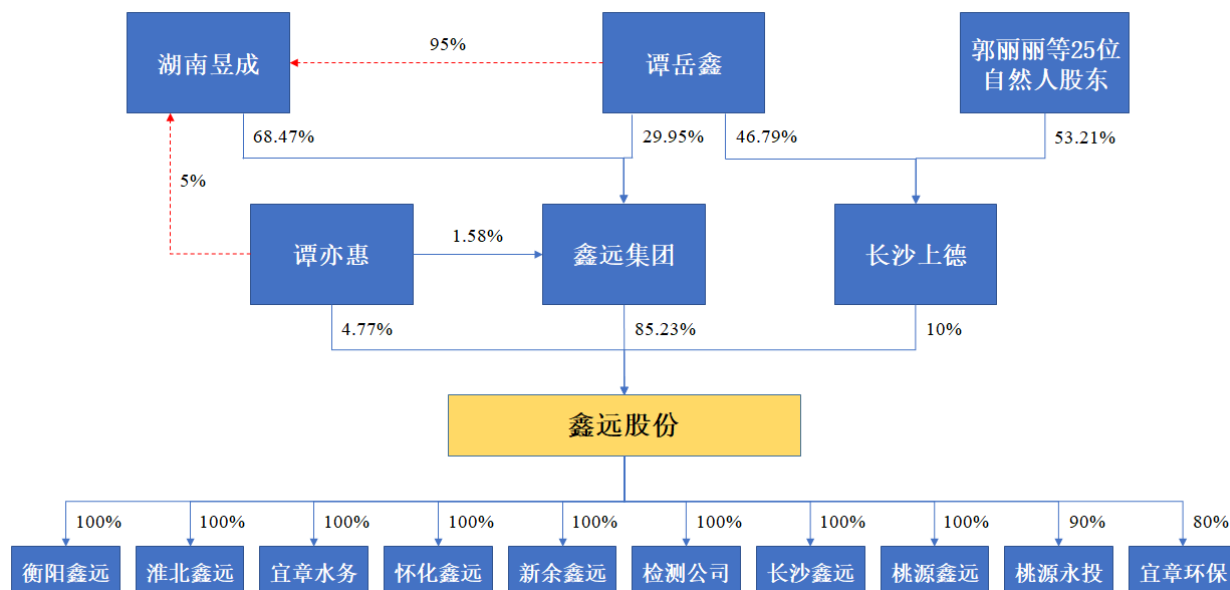 湖南昱成
95%
谭岳鑫
郭丽丽等25位
自然人股东
68.47%
29.95%
46.79%
53.21%
5%
谭亦惠
1.58%
鑫远集团
长沙上德
4.77%
85.23%
10%
鑫远股份
100%
100%
100%
100%
100%
100%
100%
100%
90%
80%
衡阳鑫远
淮北鑫远
宜章水务
怀化鑫远
新余鑫远
检测公司
长沙鑫远
桃源鑫远
桃源永投
宜章环保